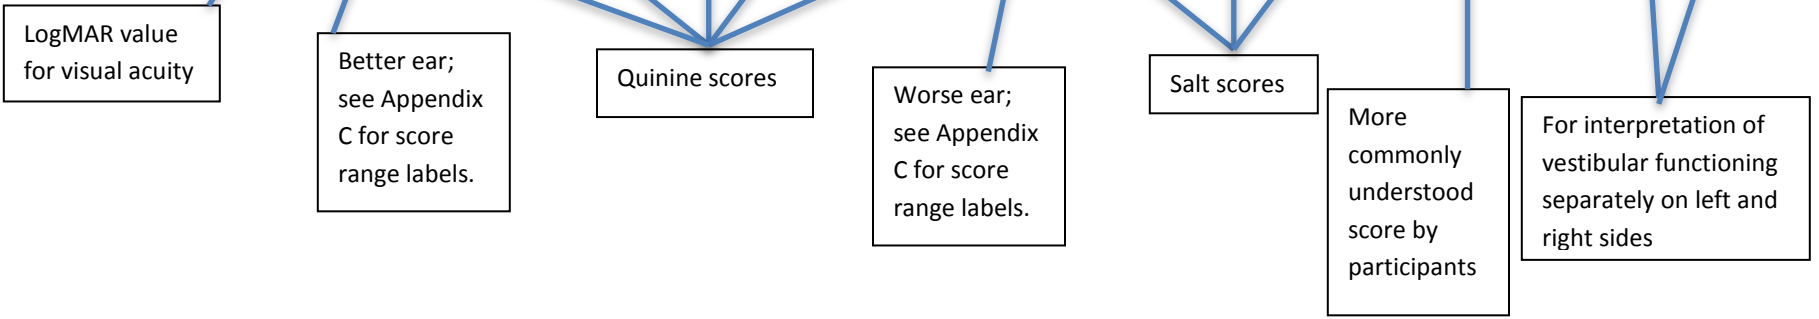 LogMAR value
for visual acuity
Better ear;
see Appendix
C for score
range labels.
Quinine scores
Worse ear;
see Appendix
C for score
range labels.
Salt scores
More
commonly
understood
score by
participants
For interpretation of
vestibular functioning
separately on left and
right sides